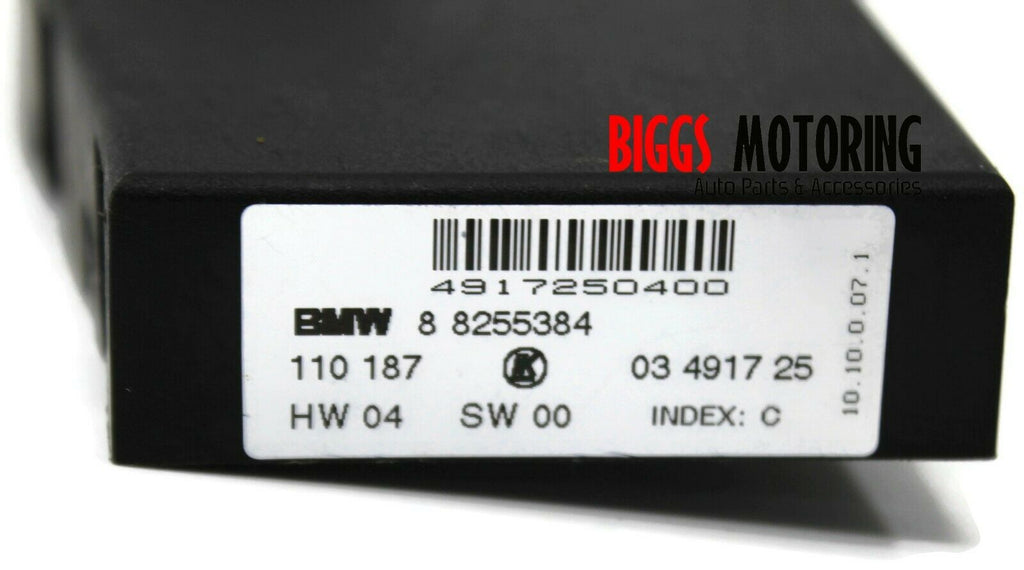 BIGGS MOTORING
Auto Parts & Accessories
4917250400
BMW 8 8255384
110 187 K 03 4917 25
HW 04 SW 00 INDEX: C
10.10.0.07.1